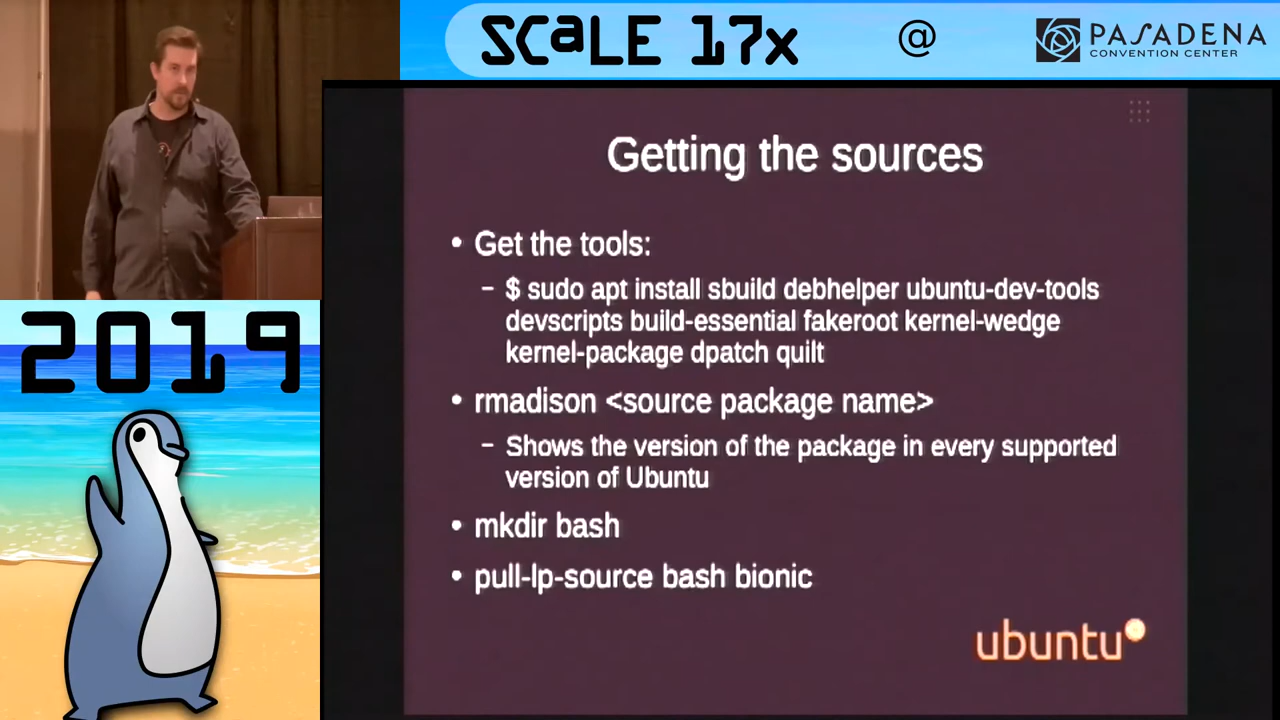 SCaLE 17x @ PASADENA
CONVENTION CENTER
2019
Getting the sources
• Get the tools:
– $ sudo apt install sbuild debhelper ubuntu-dev-tools
devscripts build-essential fakeroot kernel-wedge
kernel-package dpatch quilt
• rmadison <source package name>
– Shows the version of the package in every supported
version of Ubuntu
• mkdir bash
• pull-lp-source bash bionic
ubuntu